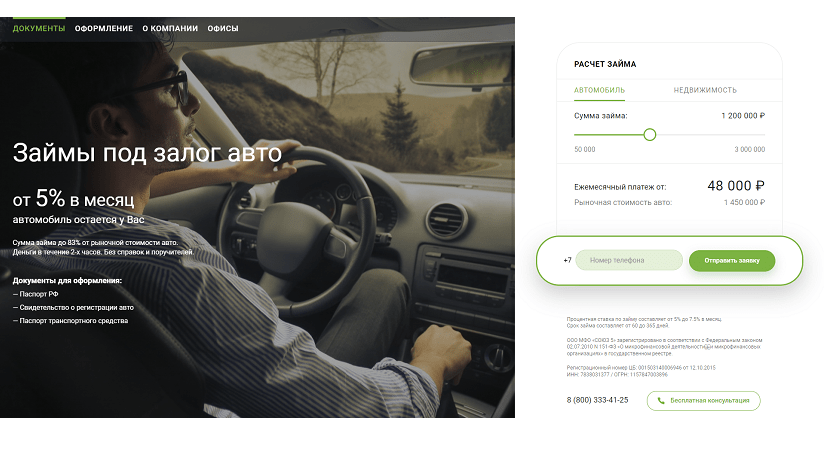 ДОКУМЕНТЫ ОФОРМЛЕНИЕ О КОМПАНИИ ОФИСЫ
Займы под залог авто
от 5% в месяц
автомобиль остается у Вас
Сумма займа до 83% от рыночной стоимости авто.
Деньги в течение 2-х часов. Без справок и поручителей.
Документы для оформления:
— Паспорт РФ
— Свидетельство о регистрации авто
— Паспорт транспортного средства
РАСЧЕТ ЗАЙМА
АВТОМОБИЛЬ НЕДВИЖИМОСТЬ
Сумма займа: 1 200 000 ₽
50 000 3 000 000
Ежемесячный платеж от: 48 000 ₽
Рыночная стоимость авто: 1 450 000 ₽
+7 Номер телефона Отправить заявку
Процентная ставка по займу составляет от 5% до 7.5% в месяц.
Срок займа составляет от 60 до 365 дней.
ООО МФО «СОЮЗ 5» зарегистрировано в соответствии с Федеральным законом
02.07.2010 N 151-ФЗ «О микрофинансовой деятельности и микрофинансовых
организациях» в государственном реестре
Регистрационный номер ЦБ: 001503140006946 от 12.10.2015
ИНН: 7838031377 / ОГРН: 1157847003896
8 (800) 333-41-25 Бесплатная консультация